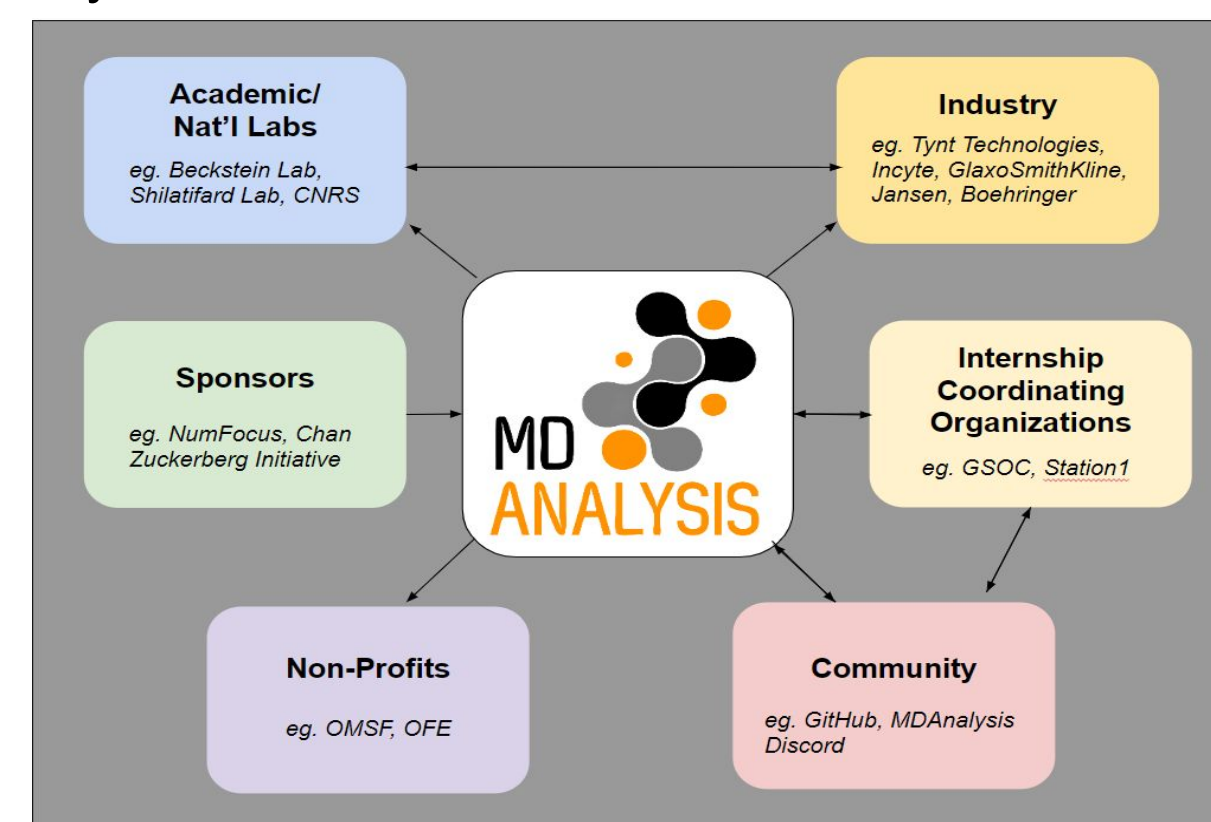 Academic/
Nat'l Labs
eg. Beckstein Lab,
Shilatifard Lab, CNRS
Industry
eg. Tynt Technologies,
Incyte, GlaxoSmithKline,
Jansen, Boehringer
Sponsors
eg. NumFocus, Chan
Zuckerberg Initiative
MD
ANALYSIS
Internship
Coordinating
Organizations
eg. GSOC, Station1
Non-Profits
eg. OMSF, OFE
Community
eg. GitHub, MDAnalysis
Discord